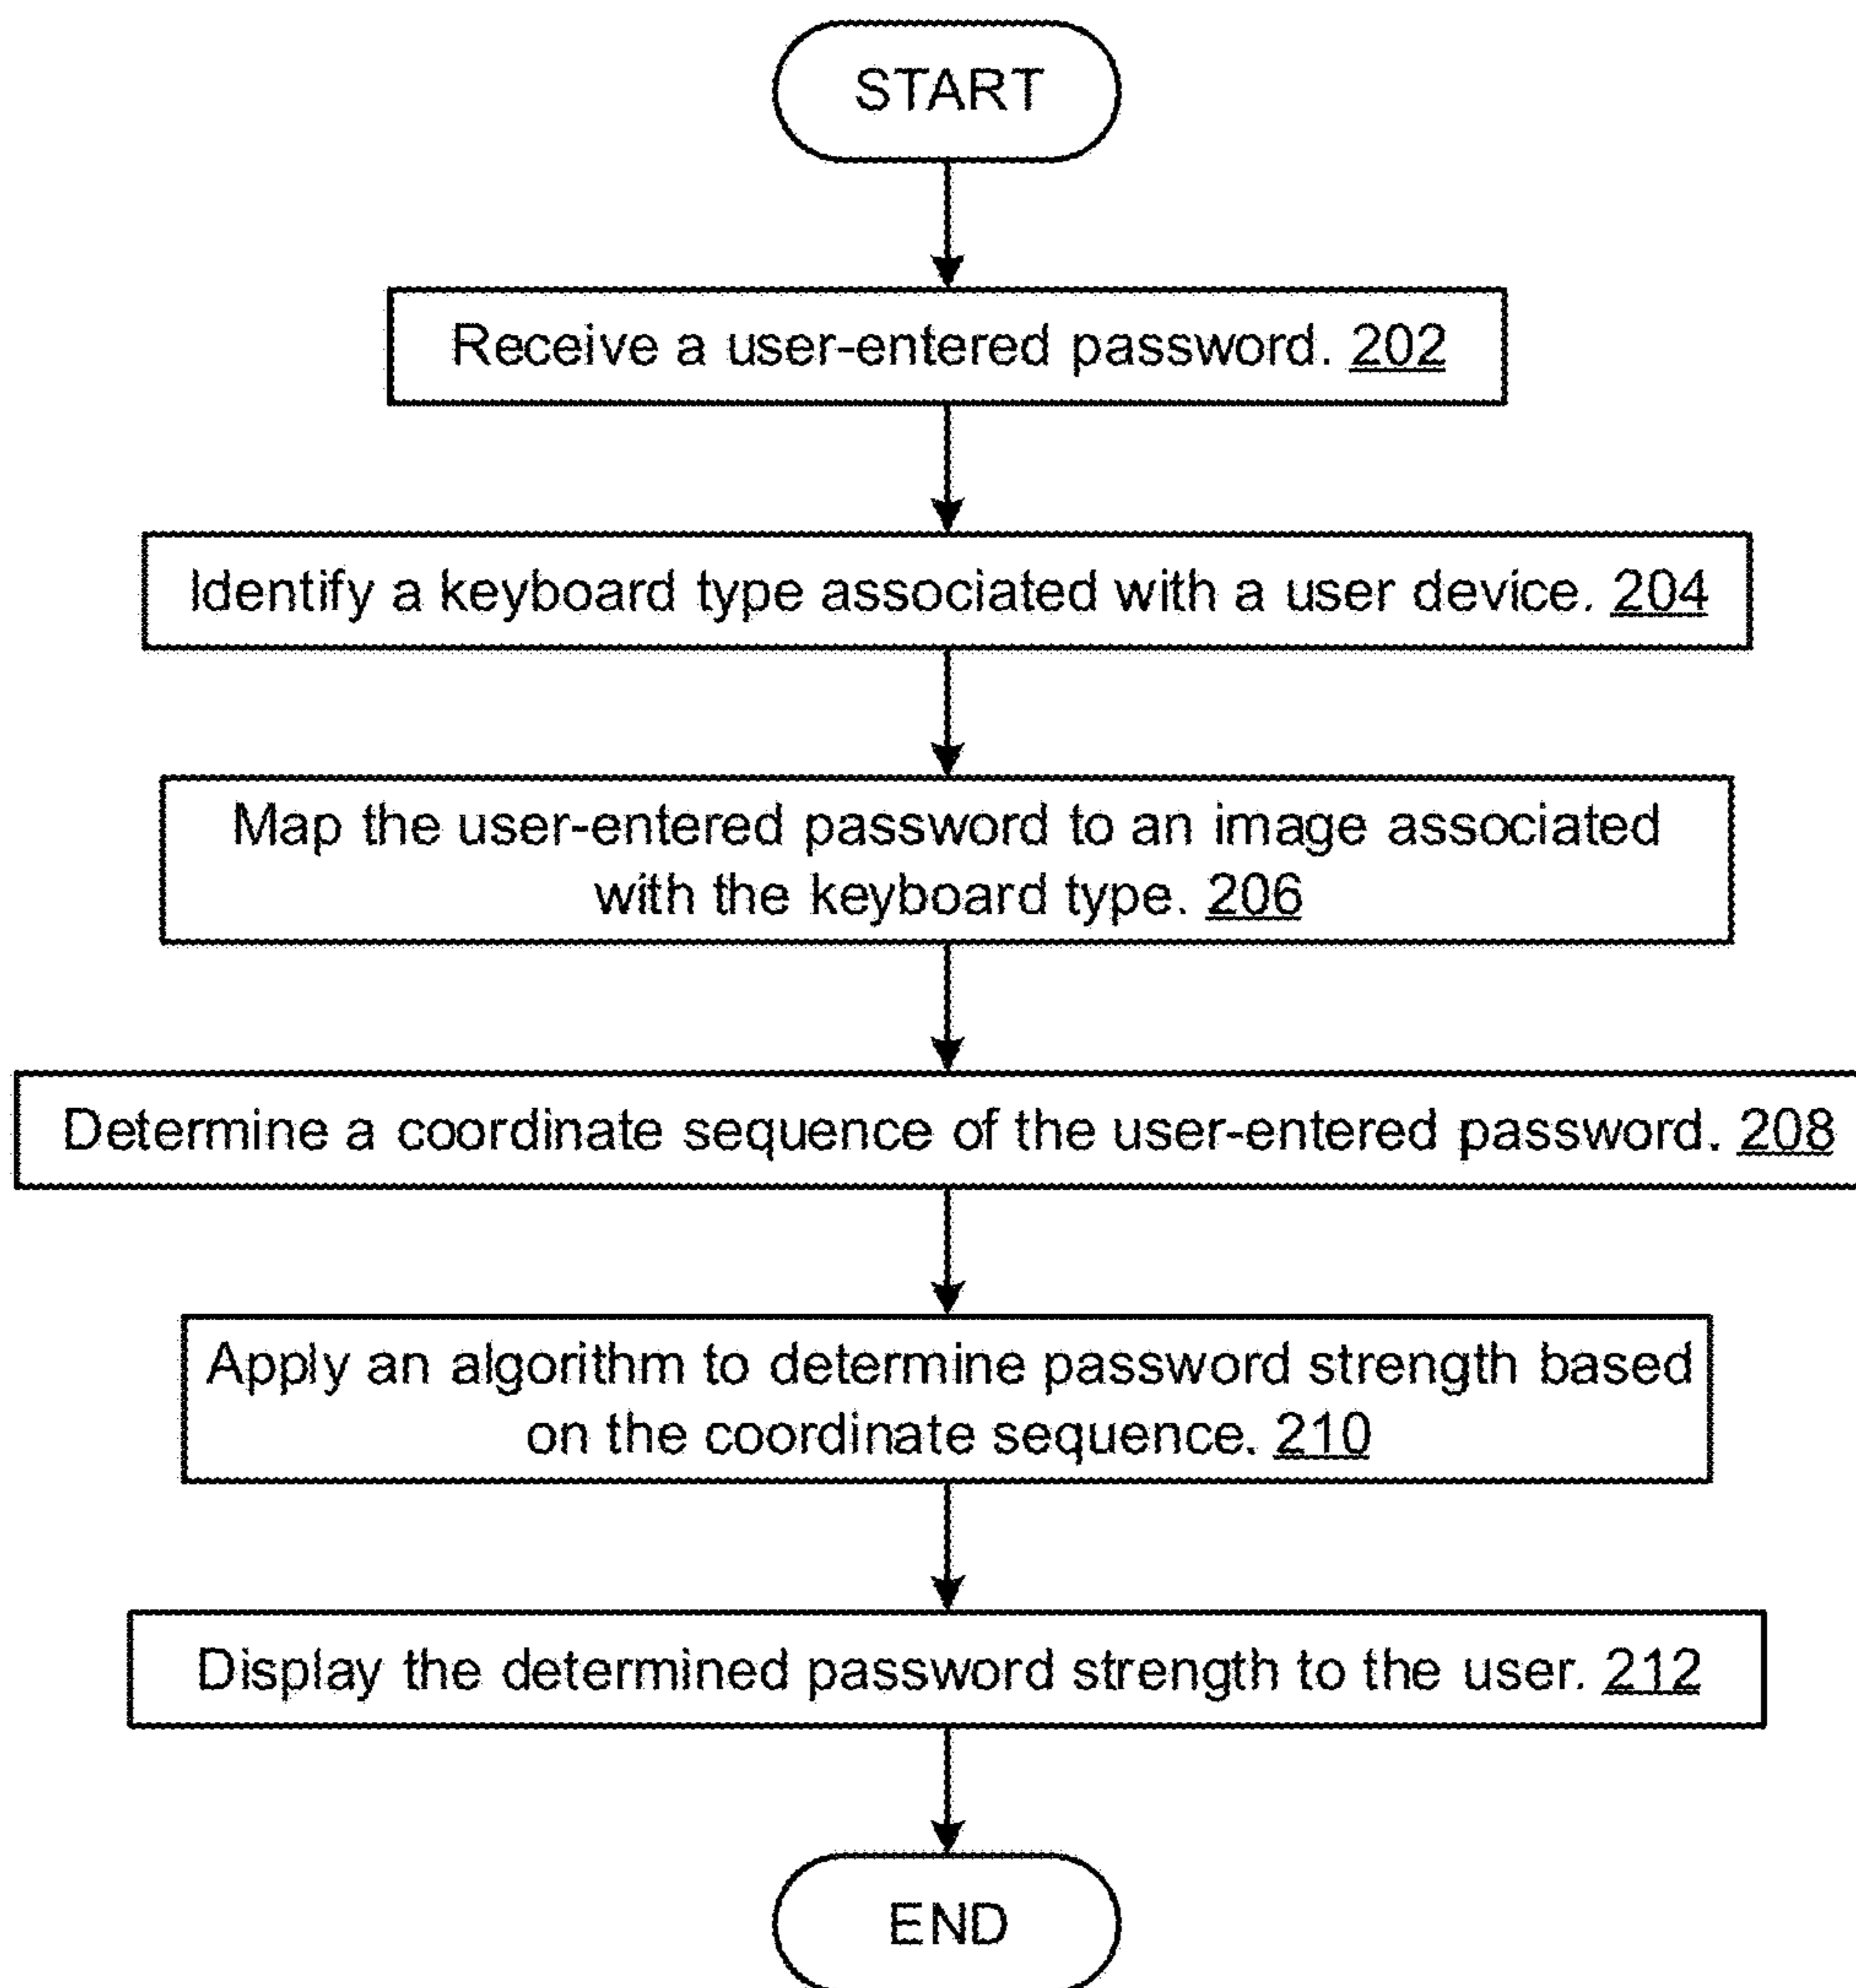 START
Receive a user-entered password. 202
Identify a keyboard type associated with a user device. 204
Map the user-entered password to an image associated
with the keyboard type. 206
Determine a coordinate sequence of the user-entered password. 208
Apply an algorithm to determine password strength based
on the coordinate sequence. 210
Display the determined password strength to the user. 212
END